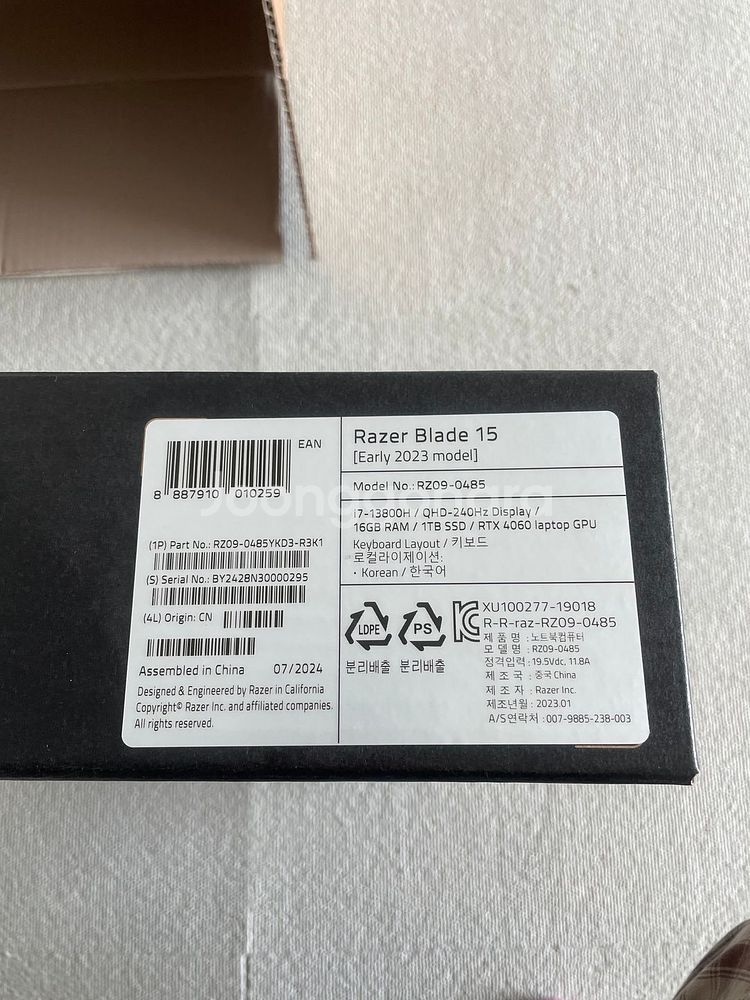 EAN
8 887910 010259
(1P) Part No.: RZ09-0485YKD3-R3K1
(S) Serial No.: BY2428N30000295
(4L) Origin: CN
Assembled in China 07/2024
Designed & Engineered by Razer in California
Copyright© Razer Inc. and affiliated companies.
All rights reserved.
Razer Blade 15
[Early 2023 model]
Model No.: RZ09-0485
i7-13800H / QHD-240Hz Display /
16GB RAM / 1TB SSD / RTX 4060 laptop GPU
Keyboard Layout / 키보드
로컬라이제이션:
· Korean / 한국어
LDPE
PS
분리배출 분리배출
XU100277-19018
R-R-raz-RZ09-0485
제 품 명 : 노트북컴퓨터
모 델 명 : RZ09-0485
정격입력 : 19.5Vdc, 11.8A
제 조 국 : 중국 China
제 조 자 : Razer Inc.
제조년월 : 2023.01
A/S연락처 : 007-9885-238-003
Joongonara